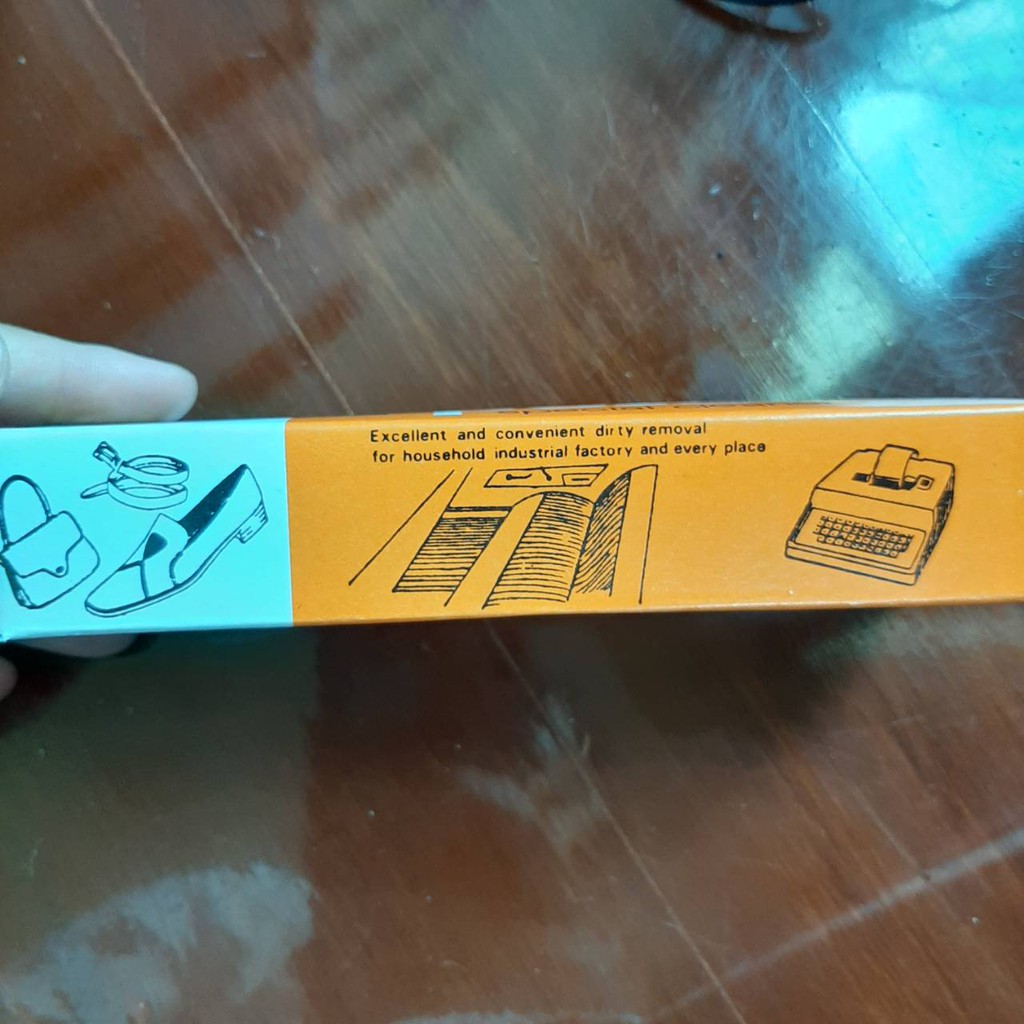 Excellent and convenient dirty removal
for household industrial factory and every place